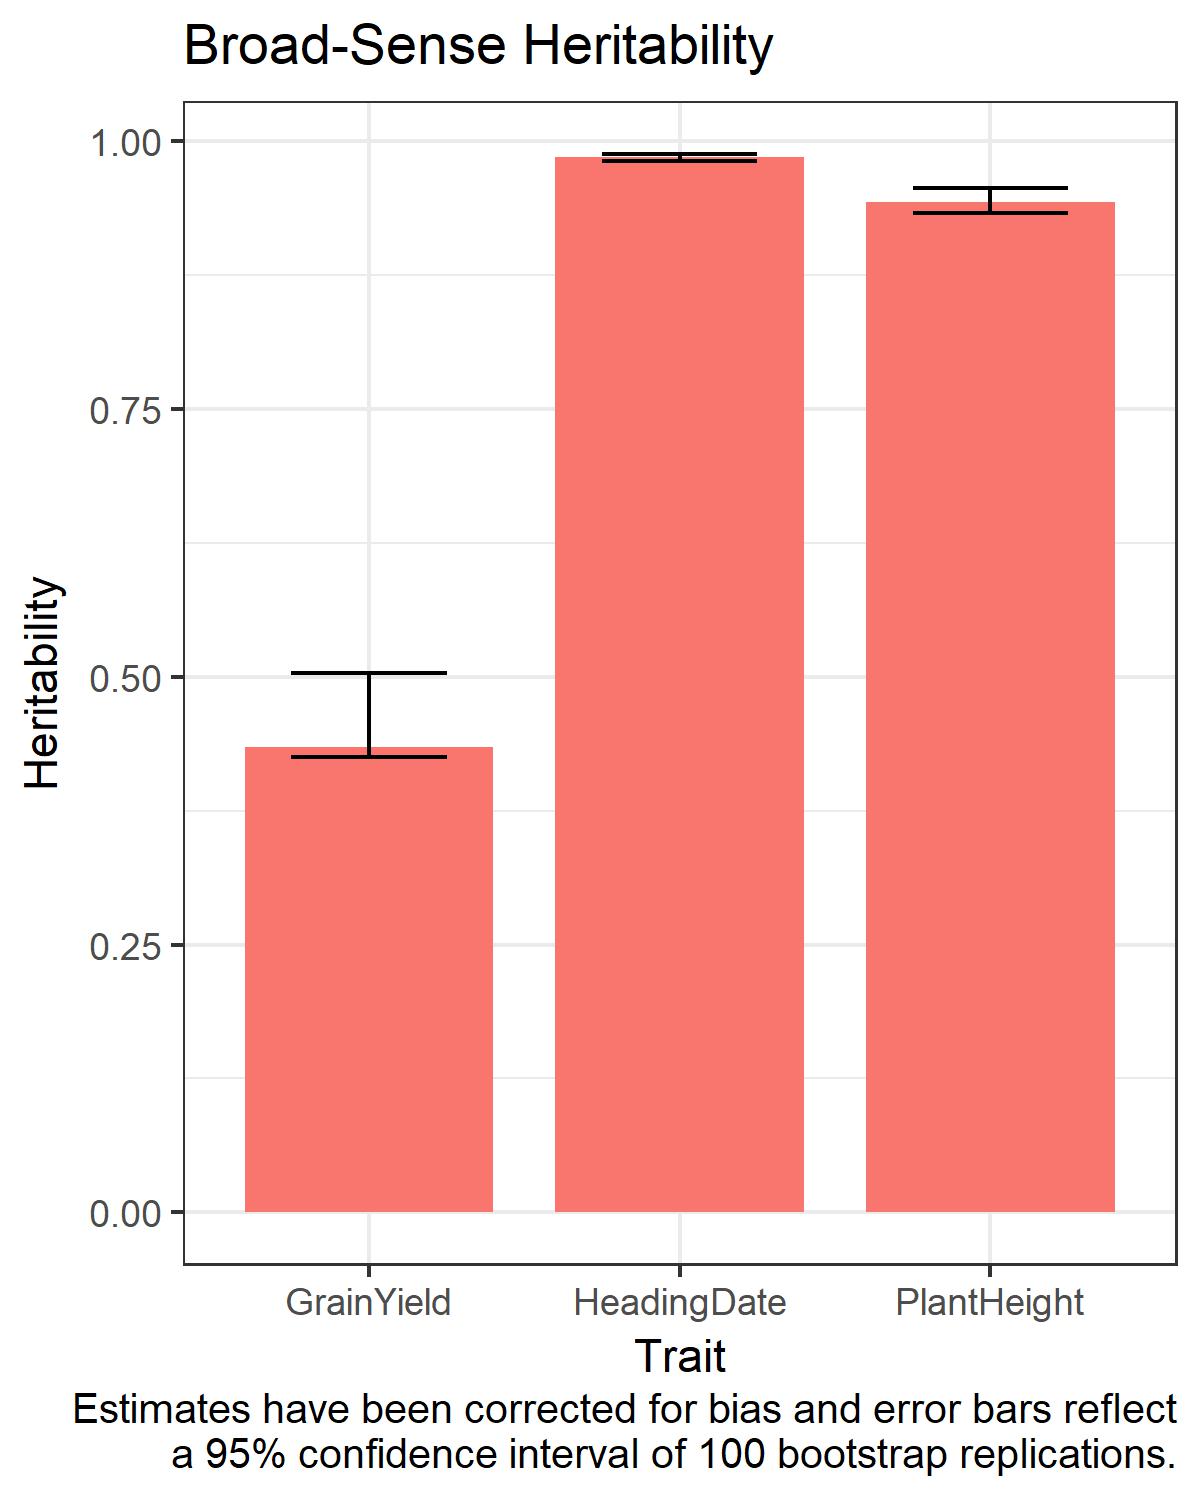 Broad-Sense Heritability
1.00
0.75
0.50
0.25
0.00
Heritability
GrainYield HeadingDate PlantHeight
Trait
Estimates have been corrected for bias and error bars reflect
a 95% confidence interval of 100 bootstrap replications.